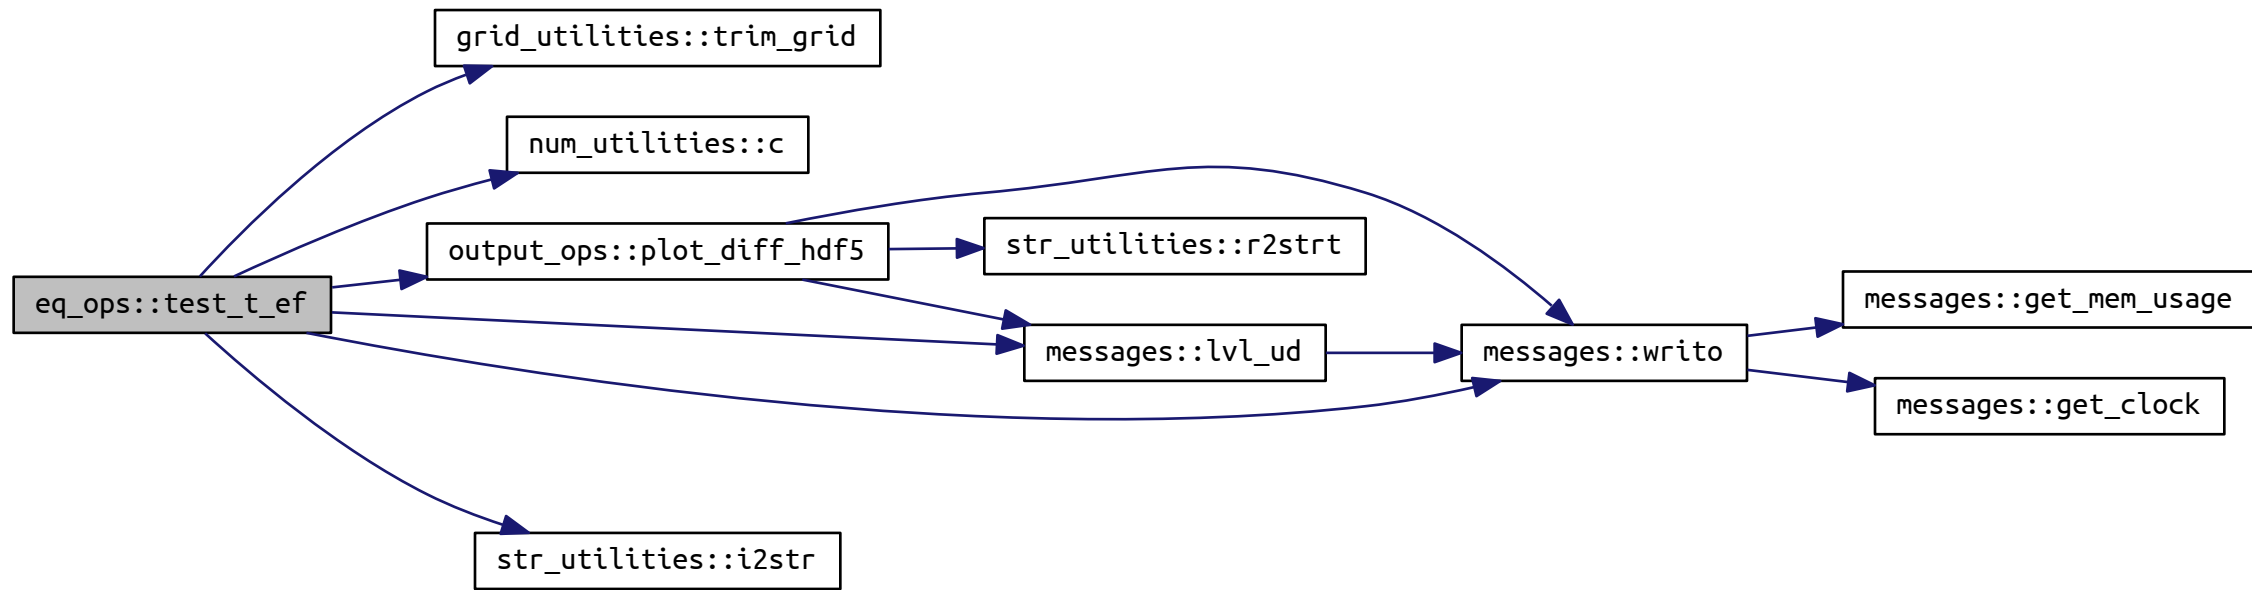 grid_utilities::trim_grid
num_utilities::c
output_ops::plot_diff_hdf5
str_utilities::r2strt
eq_ops::test_t_ef
messages::get_mem_usage
messages::lvl_ud
messages::writo
messages::get_clock
str_utilities::i2str